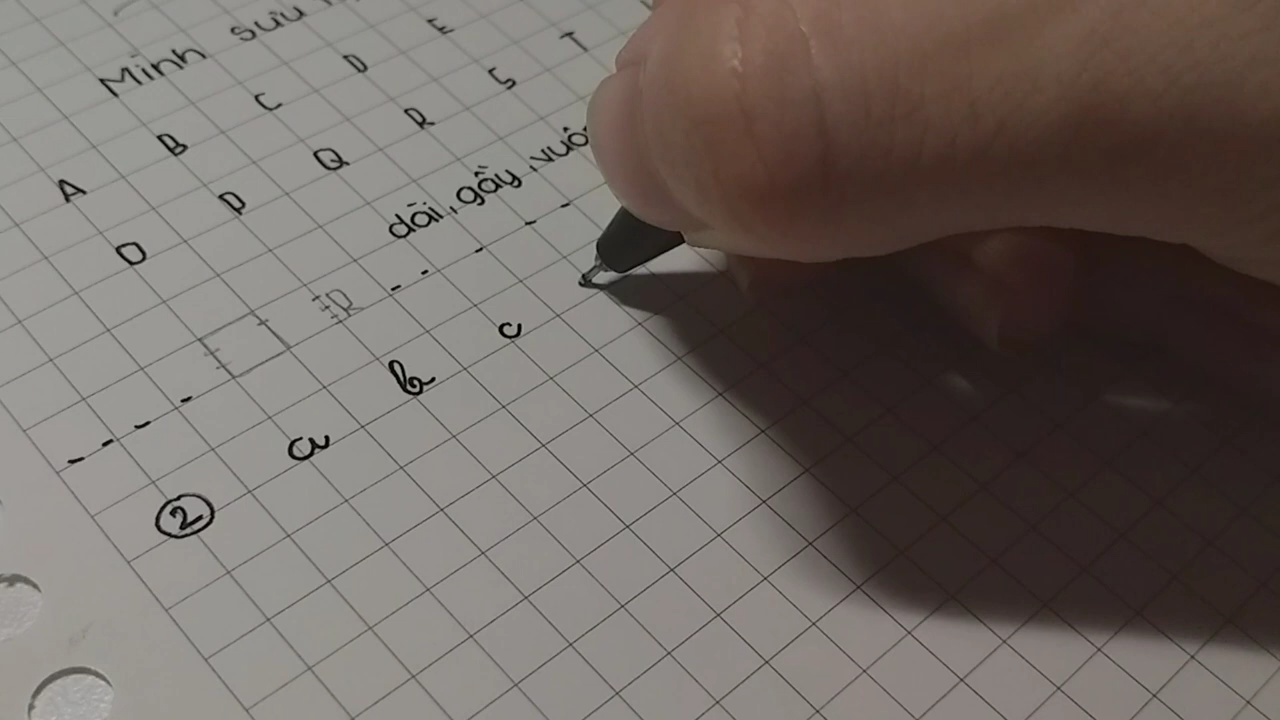 Minh sưu
A B C D E
O P Q R S T
R dài, gầy, vuô
② a b c